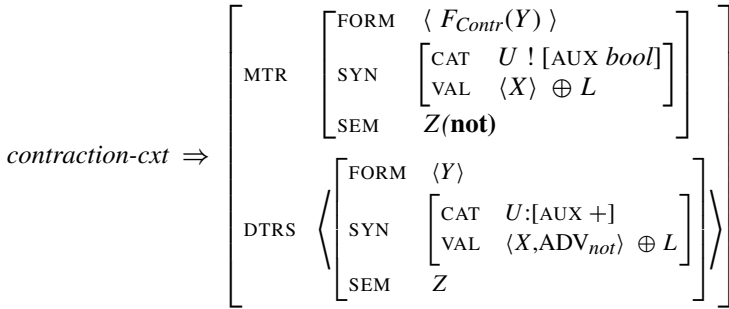 MTR FORM ⟨ F_Contr(Y) ⟩
SYN CAT U ! [AUX bool]
VAL ⟨X⟩ ⊕ L
SEM Z(not)
contraction-cxt ⇒
DTRS FORM ⟨Y⟩
SYN CAT U:[AUX +]
VAL ⟨X,ADV_not⟩ ⊕ L
SEM Z